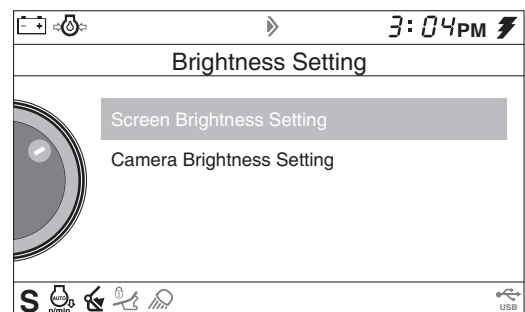 3:04PM
Brightness Setting
Screen Brightness Setting
Camera Brightness Setting
S AUTO
n/min
USB